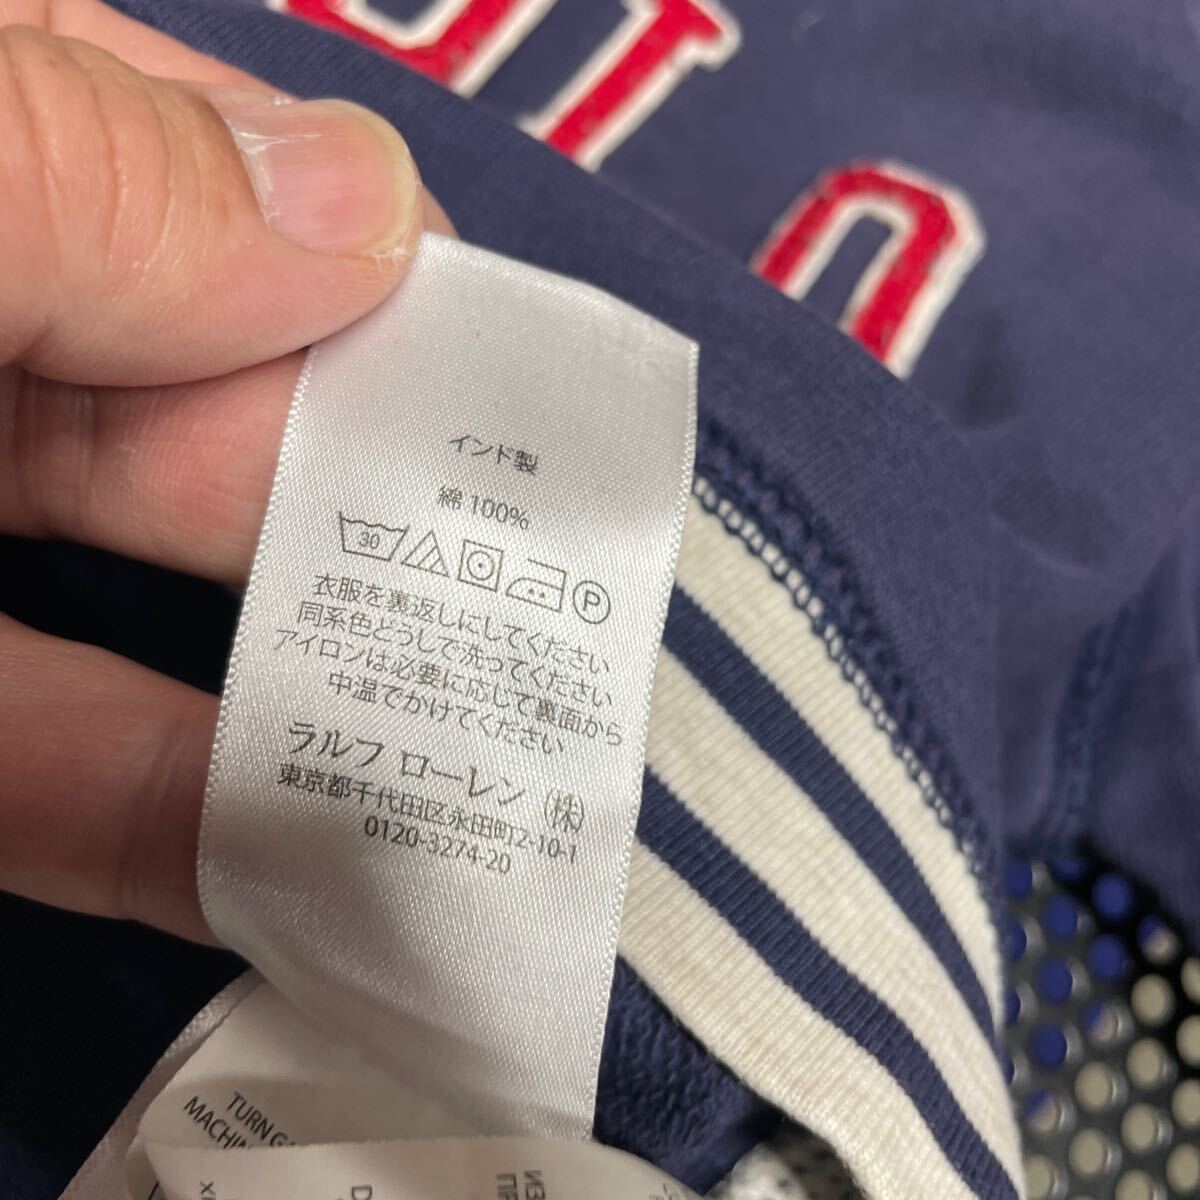 インド製
綿 100%
30 P
衣服を裏返しにしてください
同系色どうしで洗ってください
アイロンは必要に応じて裏面から
中温でかけてください
ラルフ ローレン (株)
東京都千代田区永田町2-10-1
0120-3274-20
TURN
MACHI